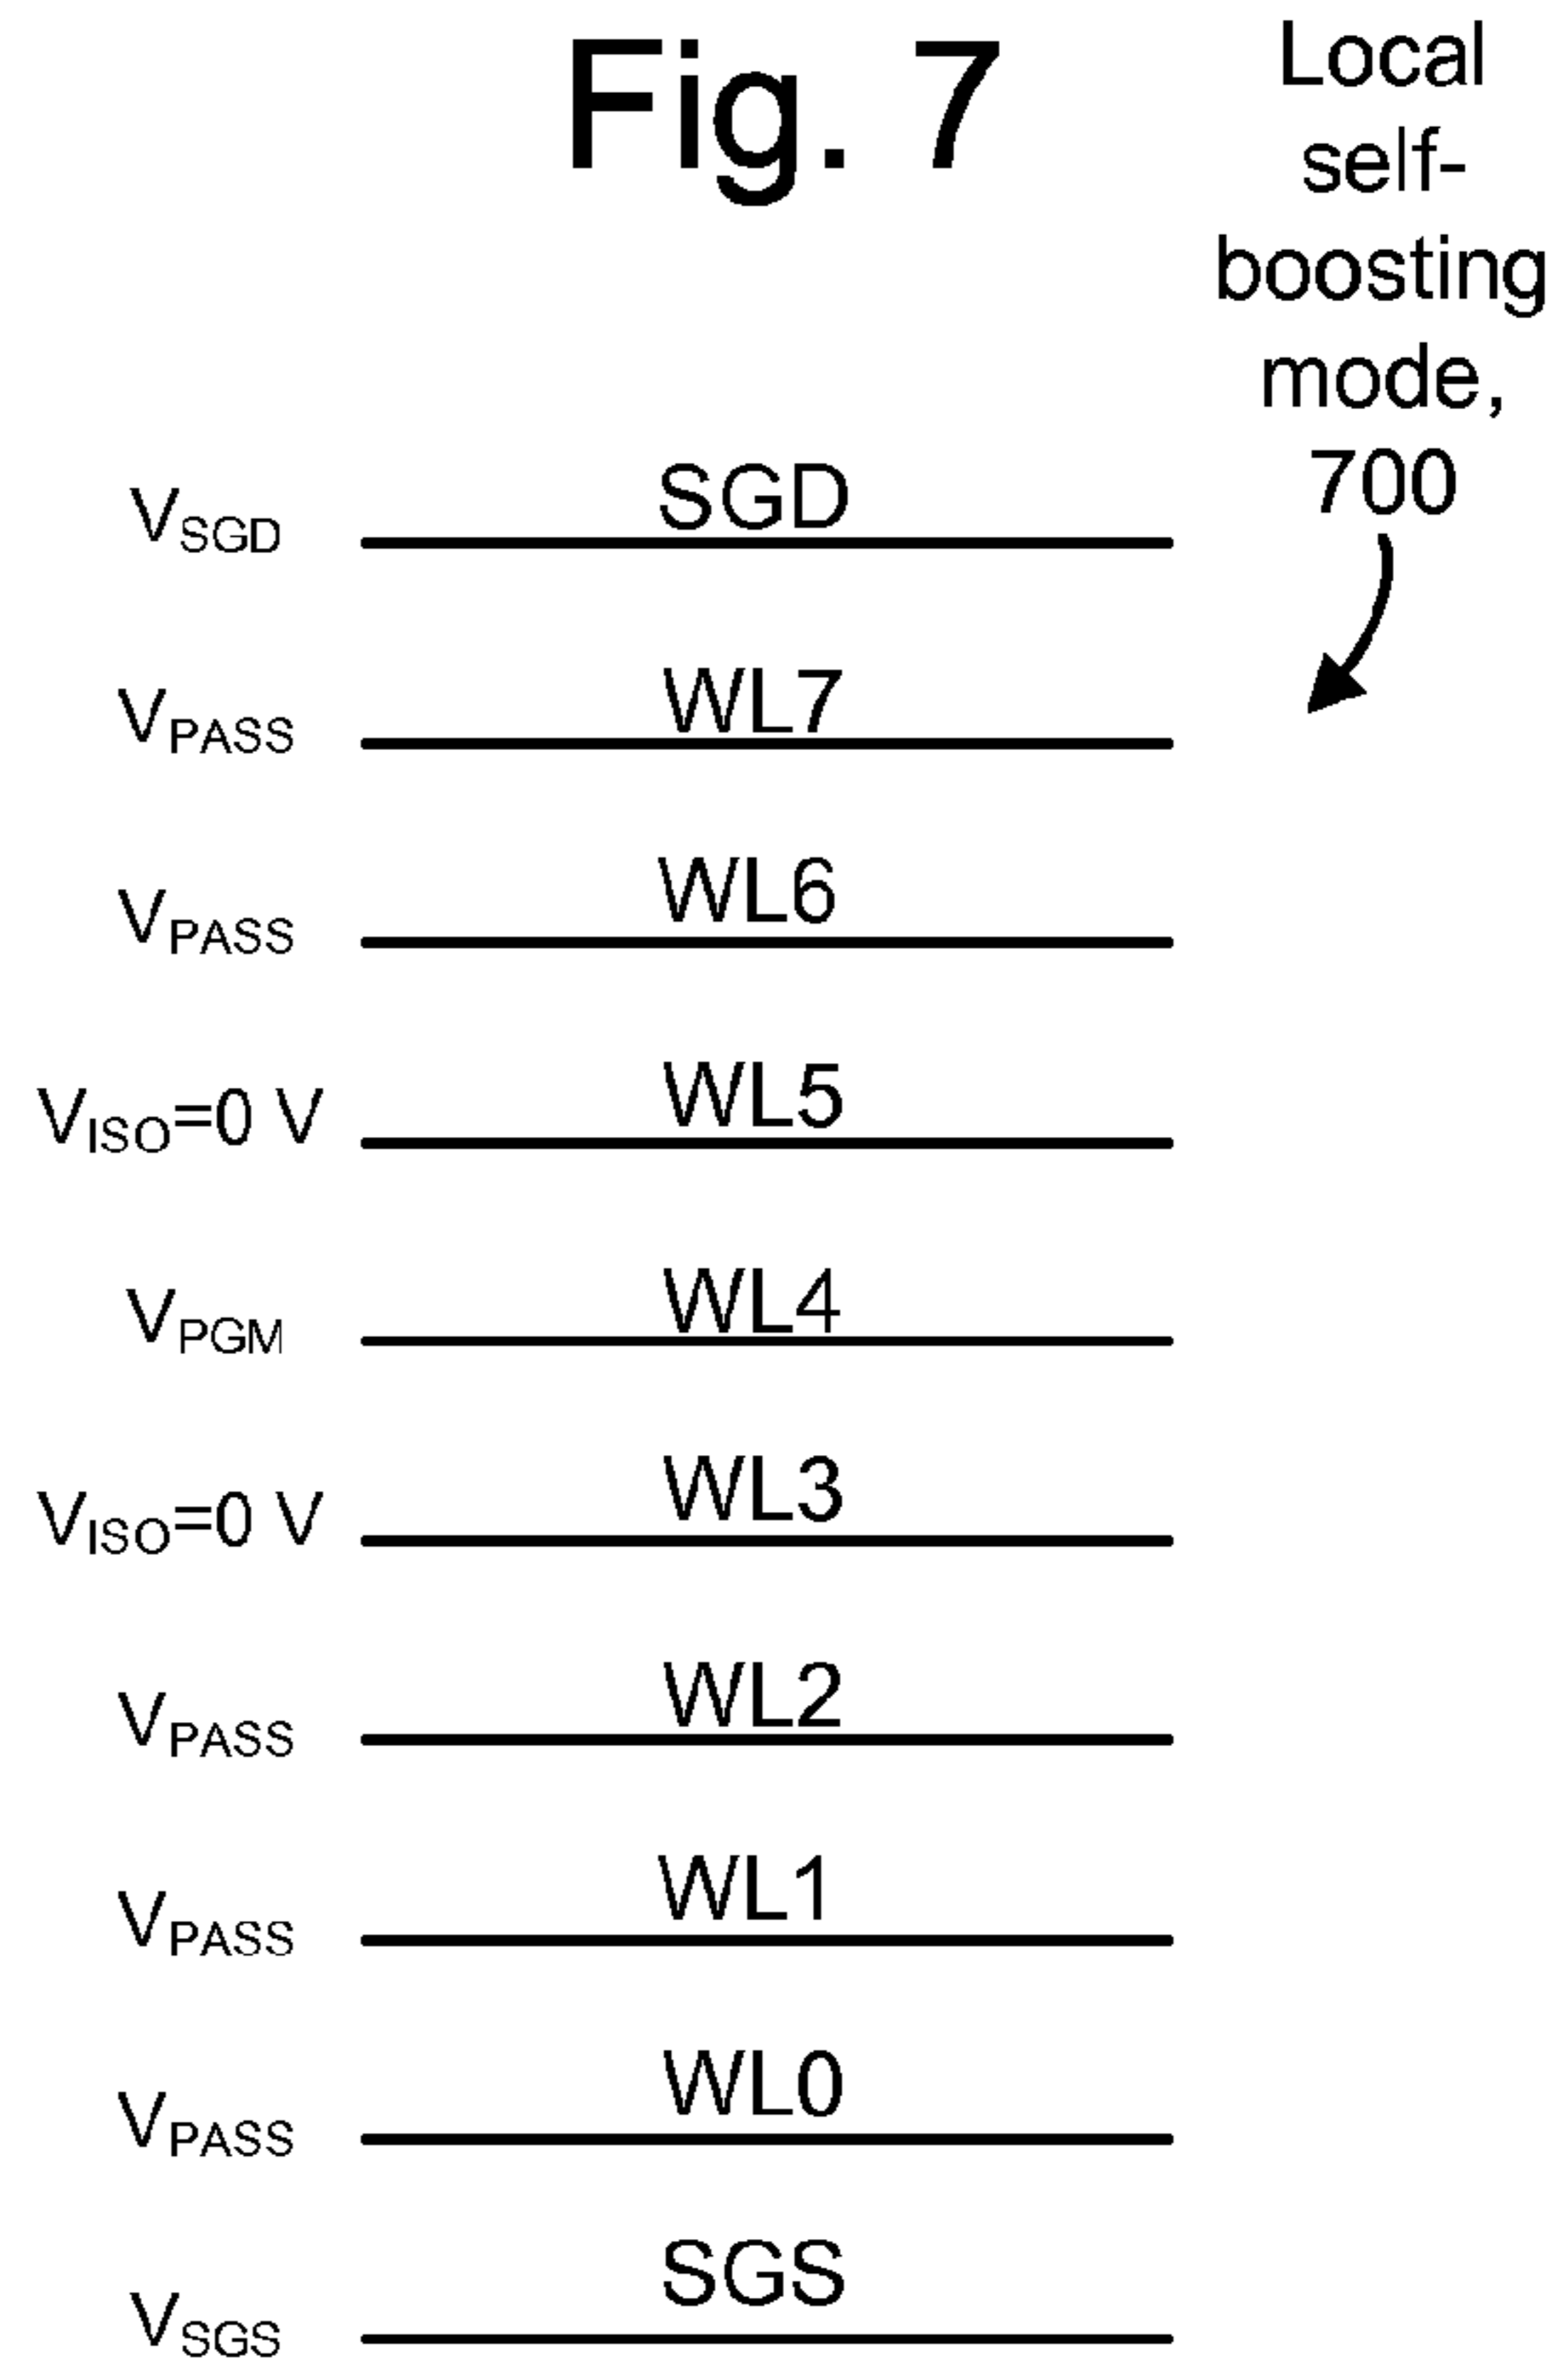 Fig. 7
Local
self-
boosting
mode,
700
SGD
VSGD
WL7
VPASS
WL6
VPASS
WL5
VISO=0 V
WL4
VPGM
WL3
VISO=0 V
WL2
VPASS
WL1
VPASS
WL0
VPASS
SGS
VSGS